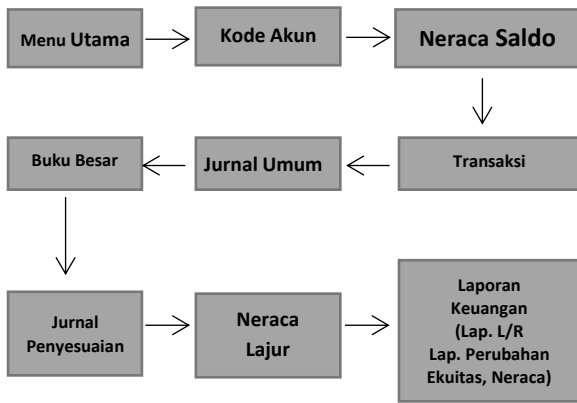 Menu Utama
Kode Akun
Neraca Saldo
Transaksi
Jurnal Umum
Buku Besar
Jurnal
Penyesuaian
Neraca
Lajur
Laporan
Keuangan
(Lap. L/R
Lap. Perubahan
Ekuitas, Neraca)